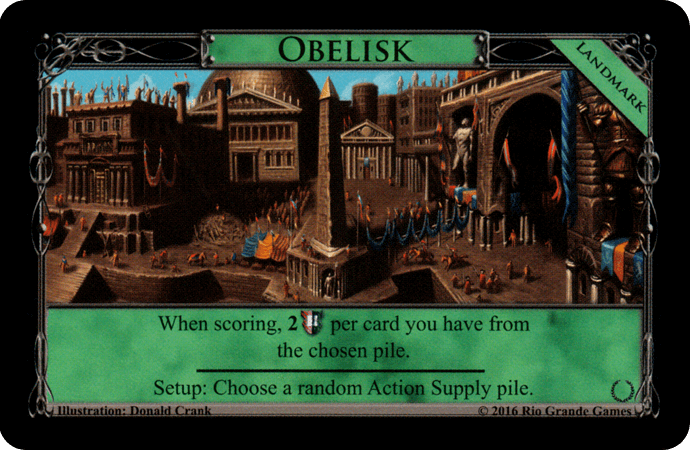 OBELISK
LANDMARK
When scoring, 2 per card you have from
the chosen pile.
Setup: Choose a random Action Supply pile.
Illustration: Donald Crank
© 2016 Rio Grande Games